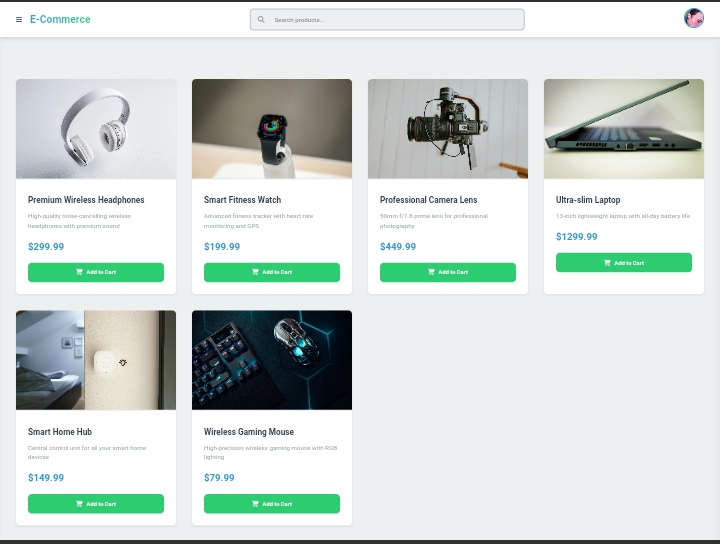 E-Commerce
Search products...
Premium Wireless Headphones
High-quality noise-cancelling wireless
headphones with premium sound
$299.99
Add to Cart
Smart Fitness Watch
Advanced fitness tracker with heart rate
monitoring and GPS
$199.99
Add to Cart
Professional Camera Lens
50mm f/1.8 prime lens for professional
photography
$449.99
Add to Cart
Ultra-slim Laptop
13-inch lightweight laptop with all-day battery life
$1299.99
Add to Cart
Smart Home Hub
Central control unit for all your smart home
devices
$149.99
Add to Cart
Wireless Gaming Mouse
High-precision wireless gaming mouse with RGB
lighting
$79.99
Add to Cart